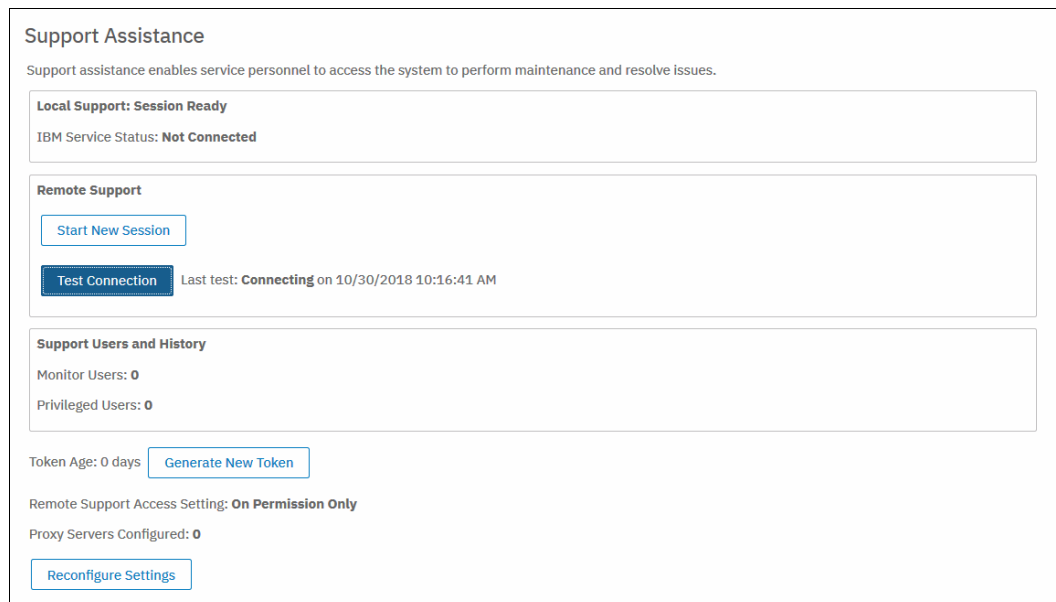 Support Assistance
Support assistance enables service personnel to access the system to perform maintenance and resolve issues.
Local Support: Session Ready
IBM Service Status: Not Connected
Remote Support
Start New Session
Test Connection Last test: Connecting on 10/30/2018 10:16:41 AM
Support Users and History
Monitor Users: 0
Privileged Users: 0
Token Age: 0 days Generate New Token
Remote Support Access Setting: On Permission Only
Proxy Servers Configured: 0
Reconfigure Settings